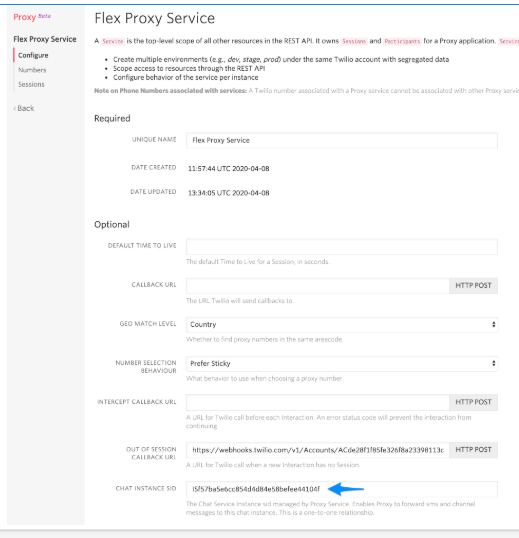 Proxy Beta
Flex Proxy Service
Configure
Numbers
Sessions
‹ Back
Flex Proxy Service
A Service is the top-level scope of all other resources in the REST API. It owns Sessions and Participants for a Proxy application.
• Create multiple environments (e.g., dev, stage, prod) under the same Twilio account with segregated data
• Scope access to resources through the REST API
• Configure behavior of the service per instance
Note on Phone Numbers associated with services: A Twilio number associated with a Proxy service cannot be associated with other Proxy
Required
UNIQUE NAME Flex Proxy Service
DATE CREATED 11:57:44 UTC 2020-04-08
DATE UPDATED 13:34:05 UTC 2020-04-08
Optional
DEFAULT TIME TO LIVE
The default Time to Live for a Session, in seconds.
CALLBACK URL HTTP POST
The URL Twilio will send callbacks to.
GEO MATCH LEVEL Country
Whether to find proxy numbers in the same areacode.
NUMBER SELECTION BEHAVIOUR Prefer Sticky
What behavior to use when choosing a proxy number.
INTERCEPT CALLBACK URL HTTP POST
A URL for Twilio call before each Interaction. An error status code will prevent the interaction from
continuing.
OUT OF SESSION CALLBACK URL https://webhooks.twilio.com/v1/Accounts/ACde28f1f85fe326f8a23398113c HTTP POST
A URL for Twilio call when a new Interaction has no Session.
CHAT INSTANCE SID IS5f57ba5e6cc854d4d84e58befee44104f
The Chat Service Instance sid managed by Proxy Service. Enables Proxy to forward sms and channel
messages to this chat instance. This is a one-to-one relationship.